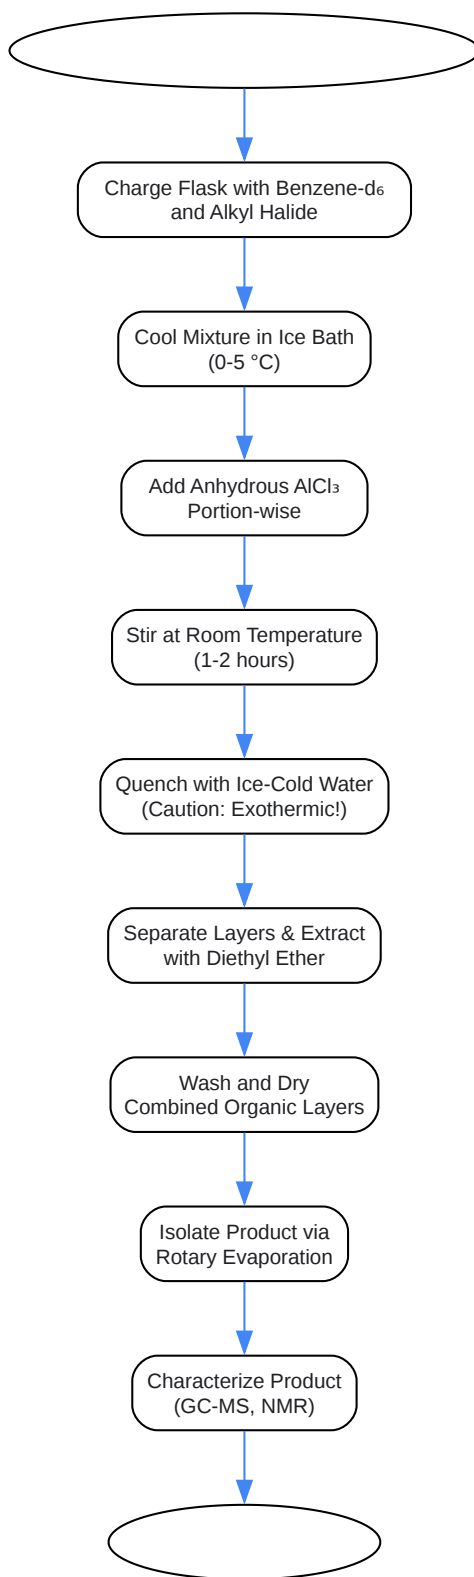 Charge Flask with Benzene-d₆
and Alkyl Halide
Cool Mixture in Ice Bath
(0-5 °C)
Add Anhydrous AlCl₃
Portion-wise
Stir at Room Temperature
(1-2 hours)
Quench with Ice-Cold Water
(Caution: Exothermic!)
Separate Layers & Extract
with Diethyl Ether
Wash and Dry
Combined Organic Layers
Isolate Product via
Rotary Evaporation
Characterize Product
(GC-MS, NMR)